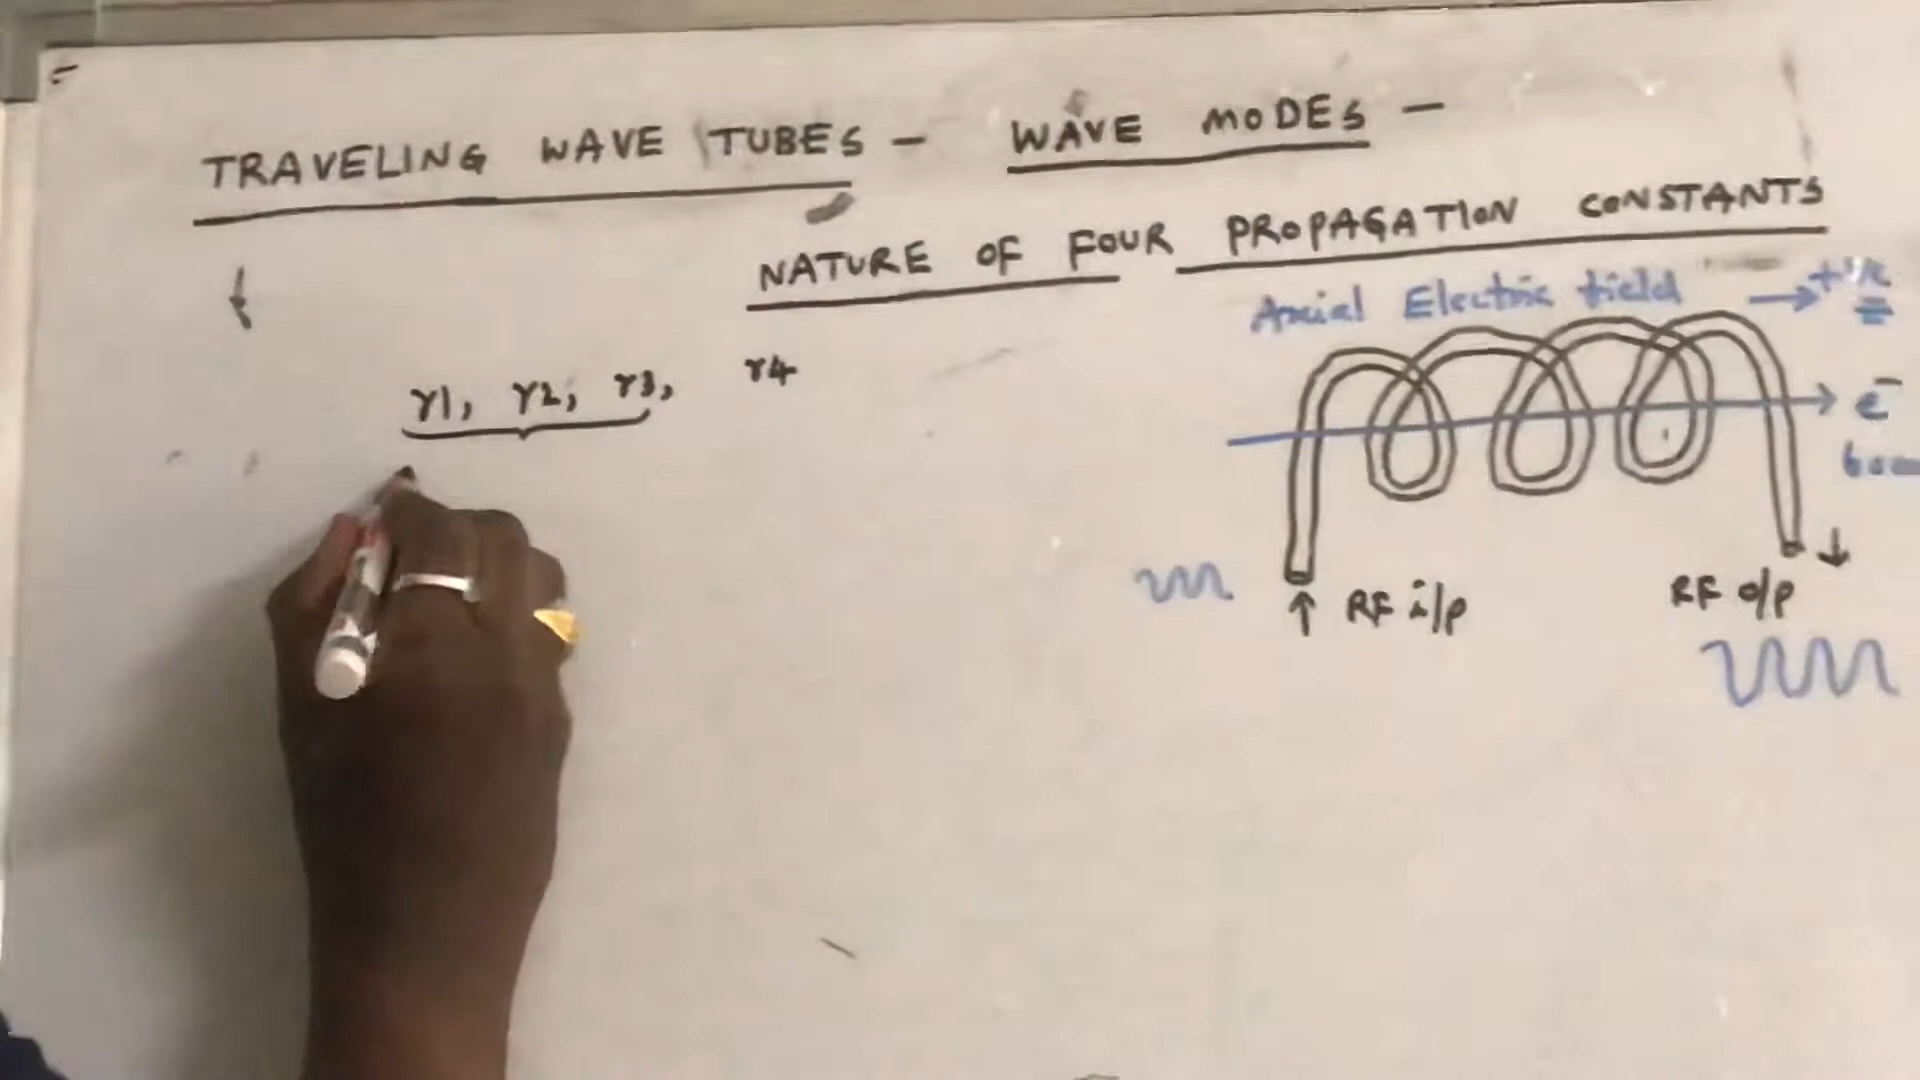 TRAVELING WAVE TUBES - WAVE MODES -
NATURE OF FOUR PROPAGATION CONSTANTS
γ1, γ2, γ3, γ4
Axial Electric field → +ve
e⁻
↑ RF i/p
RF o/p ↓